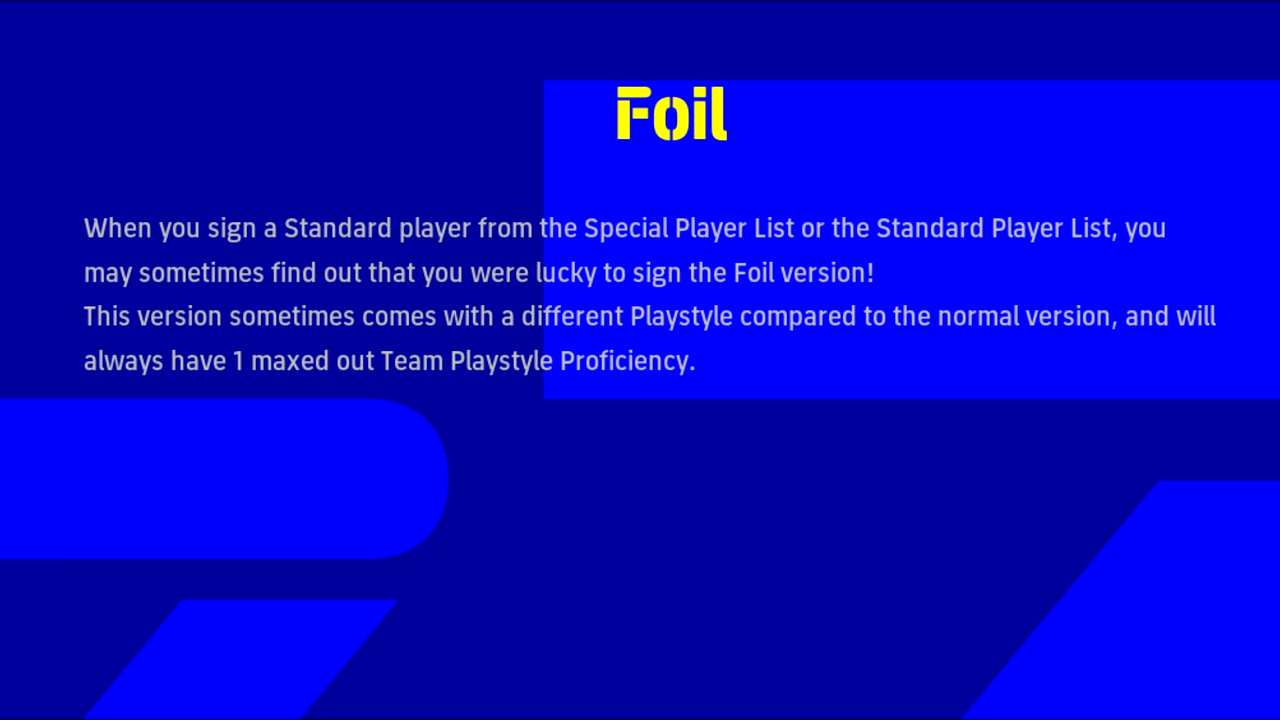 Foil
When you sign a Standard player from the Special Player List or the Standard Player List, you
may sometimes find out that you were lucky to sign the Foil version!
This version sometimes comes with a different Playstyle compared to the normal version, and will
always have 1 maxed out Team Playstyle Proficiency.